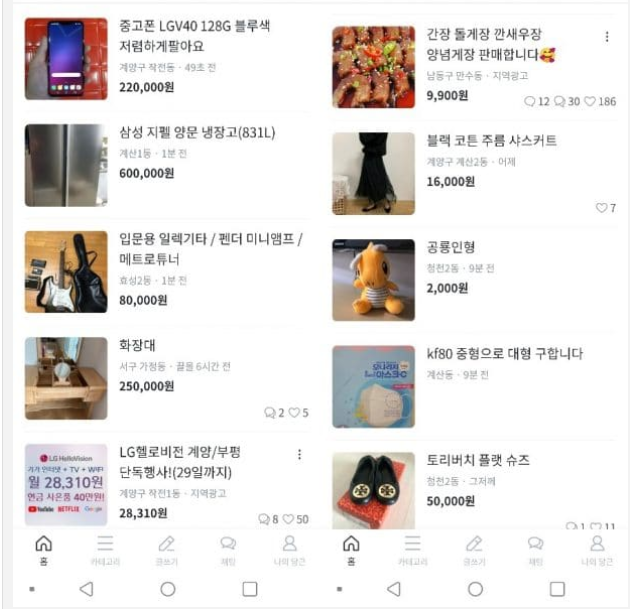 중고폰 LGV40 128G 블루색
저렴하게팔아요
계양구 작전동 · 49초 전
220,000원
삼성 지펠 양문 냉장고(831L)
계산1동 · 1분 전
600,000원
입문용 일렉기타 / 펜더 미니앰프 /
메트로튜너
효성2동 · 1분 전
80,000원
화장대
서구 가정동 · 끌올 6시간 전
250,000원
2 5
LG HelloVision
기가 인터넷 + TV + WiFi
월 28,310원
현금 사은품 40만원!
YouTube NETFLIX Google
LG헬로비전 계양/부평
단독행사!(29일까지)
계양구 작전1동 · 지역광고
28,310원
8 50
홈 카테고리 글쓰기 채팅 나의 당근
간장 돌게장 깐새우장
양념게장 판매합니다🥰
남동구 만수동 · 지역광고
9,900원
12 30 186
블랙 코튼 주름 샤스커트
계양구 계산2동 · 어제
16,000원
7
공룡인형
청천2동 · 9분 전
2,000원
kf80 중형으로 대형 구합니다
계산동 · 9분 전
토리버치 플랫 슈즈
청천2동 · 그저께
50,000원
1 11
홈 카테고리 글쓰기 채팅 나의 당근